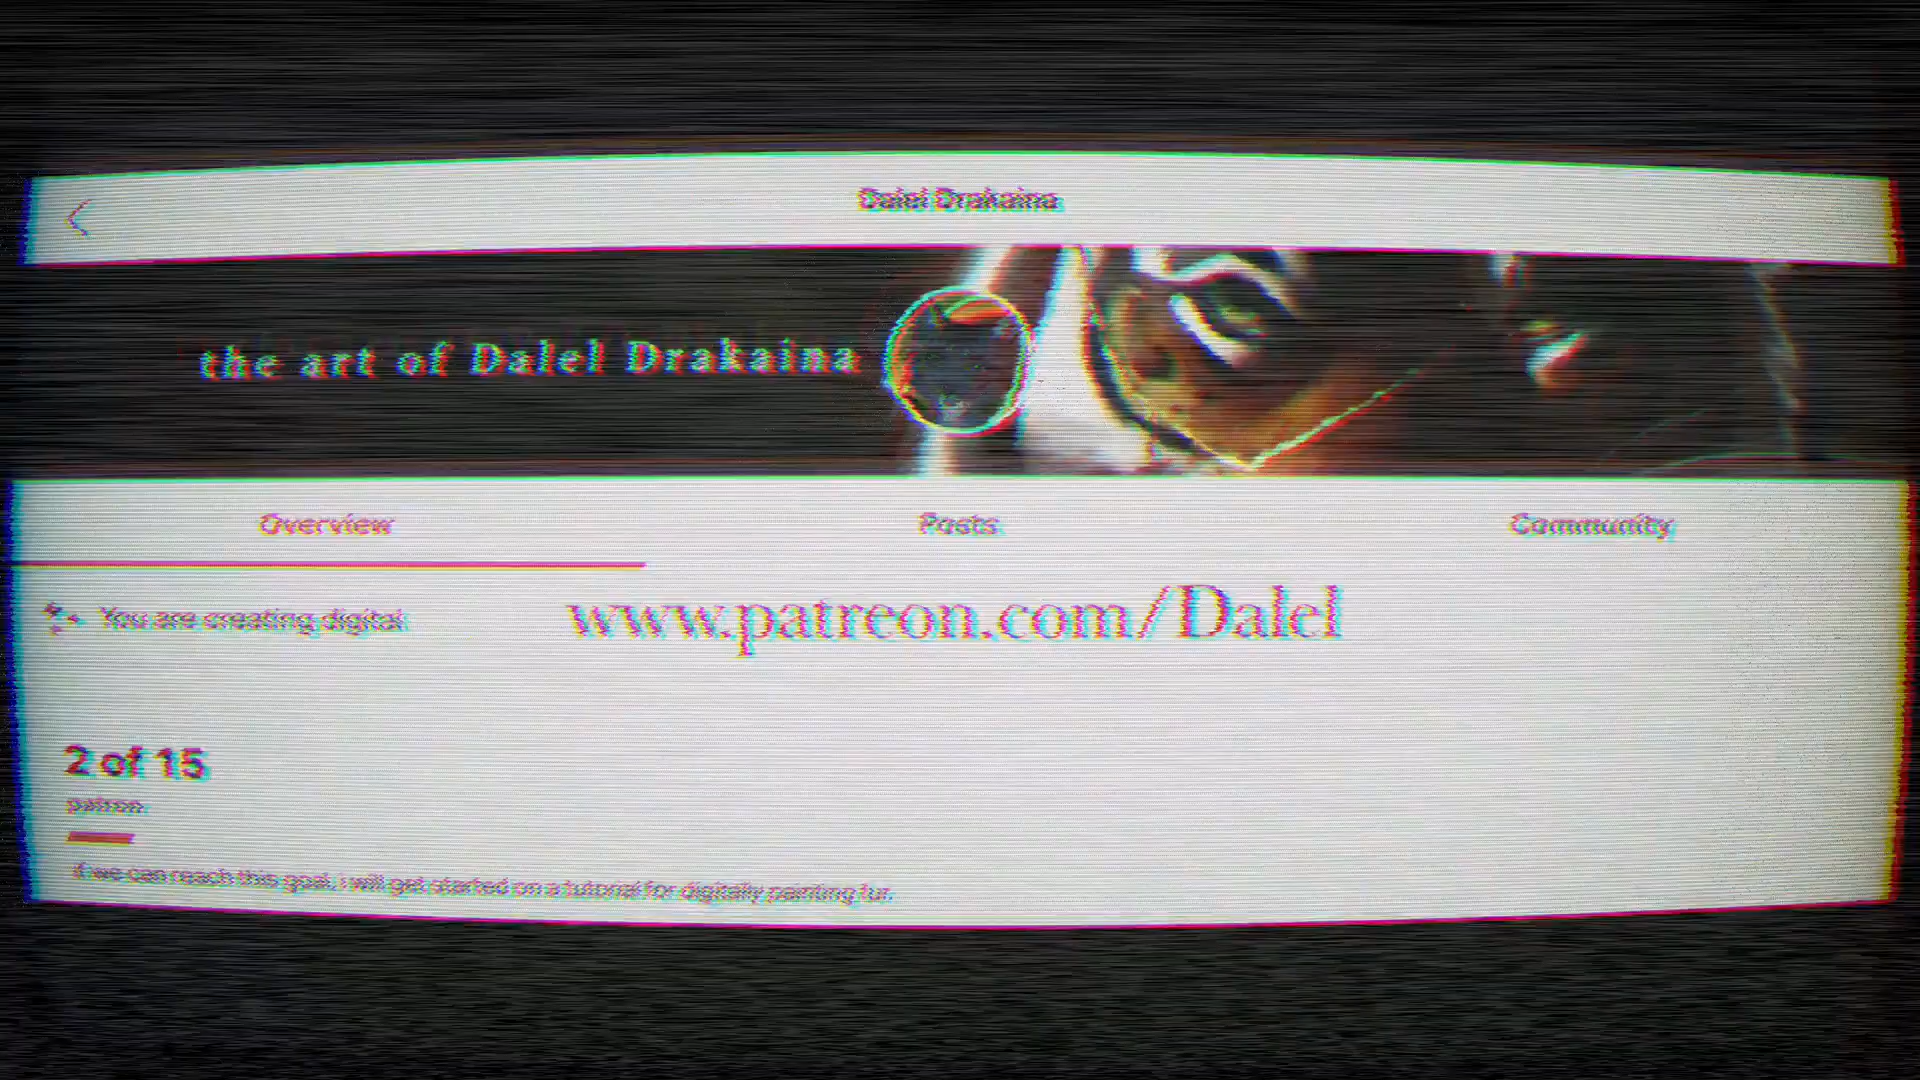 Dalel Drakaina
the art of Dalel Drakaina
Overview
Posts
Community
You are creating digital
www.patreon.com/Dalel
2 of 15
patron
if we can reach this goal, i will get started on a tutorial for digitally painting fur.